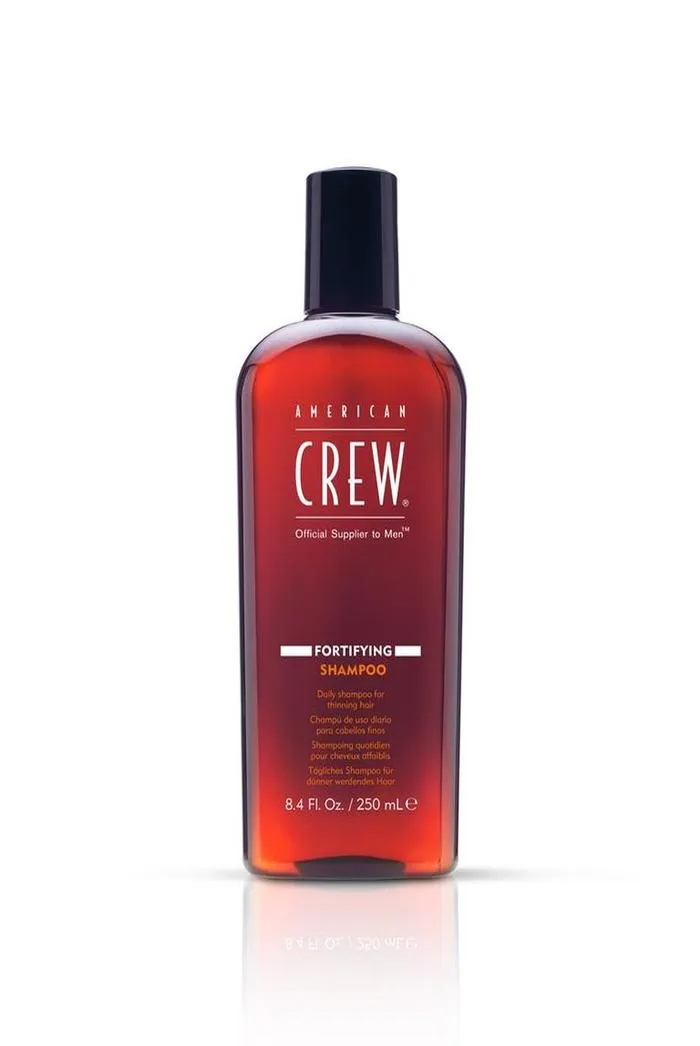 AMERICAN
CREW®
Official Supplier to Men™
FORTIFYING
SHAMPOO
Daily shampoo for
thinning hair
Champú de uso diario
para cabellos finos
Shampoing quotidien
pour cheveux affaiblis
Tägliches Shampoo für
dünner werdendes Haar
8.4 Fl. Oz. / 250 mL℮